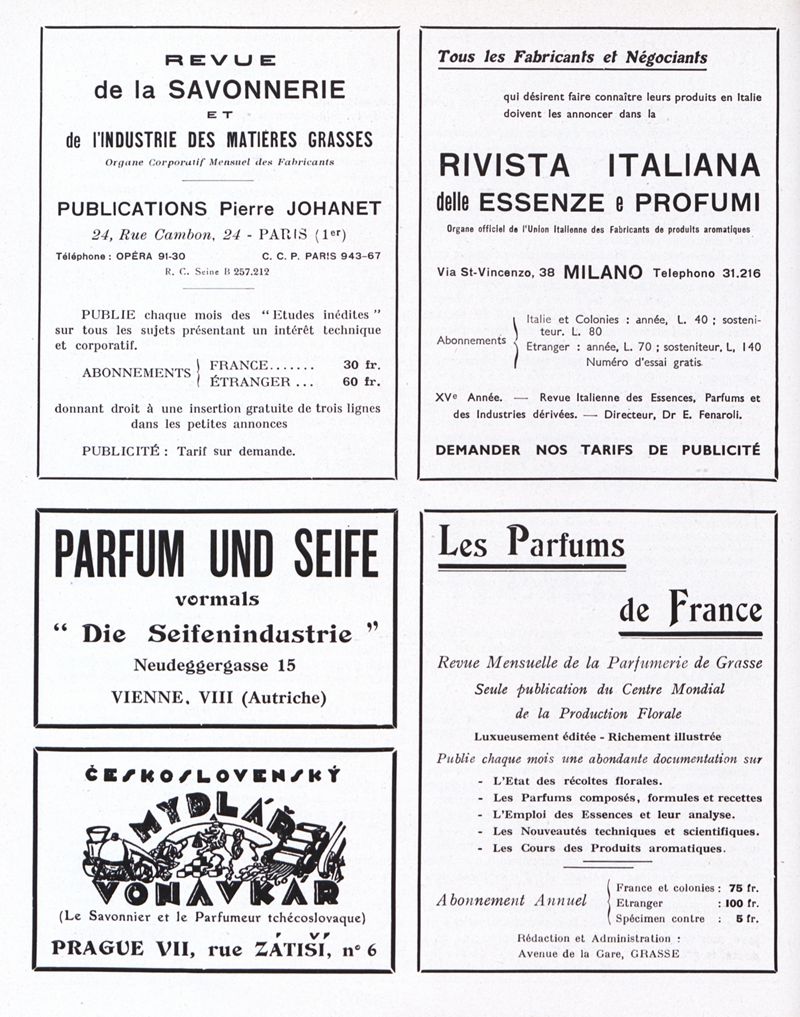 REVUE
de la SAVONNERIE
ET
de l'INDUSTRIE DES MATIÈRES GRASSES
Organe Corporatif Mensuel des Fabricants
PUBLICATIONS Pierre JOHANET
24, Rue Cambon, 24 - PARIS (1er)
Téléphone : OPÉRA 91-30 C. C. P. PARIS 943-67
R. C. Seine B 257.212
PUBLIE chaque mois des “ Etudes inédites ”
sur tous les sujets présentant un intérêt technique
et corporatif.
ABONNEMENTS { FRANCE....... 30 fr.
ÉTRANGER ... 60 fr.
donnant droit à une insertion gratuite de trois lignes
dans les petites annonces
PUBLICITÉ : Tarif sur demande.
Tous les Fabricants et Négociants
qui désirent faire connaître leurs produits en Italie
doivent les annoncer dans la
RIVISTA ITALIANA
delle ESSENZE e PROFUMI
Organe officiel de l'Union Italienne des Fabricants de produits aromatiques
Via St-Vincenzo, 38 MILANO Telephono 31.216
Abonnements { Italie et Colonies : année, L. 40 ; sosteni-
teur. L. 80
Etranger : année, L. 70 ; sosteniteur, L, 140
Numéro d'essai gratis.
XVe Année. — Revue Italienne des Essences, Parfums et
des Industries dérivées. — Directeur, Dr E. Fenaroli.
DEMANDER NOS TARIFS DE PUBLICITÉ
PARFUM UND SEIFE
vormals
“ Die Seifenindustrie ”
Neudeggergasse 15
VIENNE, VIII (Autriche)
ČESKOSLOVENSKÝ
MYDLÁŘ
VOŇAVKÁŘ
(Le Savonnier et le Parfumeur tchécoslovaque)
PRAGUE VII, rue ZÁTIŠÍ, n° 6
Les Parfums
de France
Revue Mensuelle de la Parfumerie de Grasse
Seule publication du Centre Mondial
de la Production Florale
Luxueusement éditée - Richement illustrée
Publie chaque mois une abondante documentation sur
- L'Etat des récoltes florales.
- Les Parfums composés, formules et recettes
- L'Emploi des Essences et leur analyse.
- Les Nouveautés techniques et scientifiques.
- Les Cours des Produits aromatiques.
Abonnement Annuel { France et colonies : 75 fr.
Etranger : 100 fr.
Spécimen contre : 5 fr.
Rédaction et Administration :
Avenue de la Gare, GRASSE